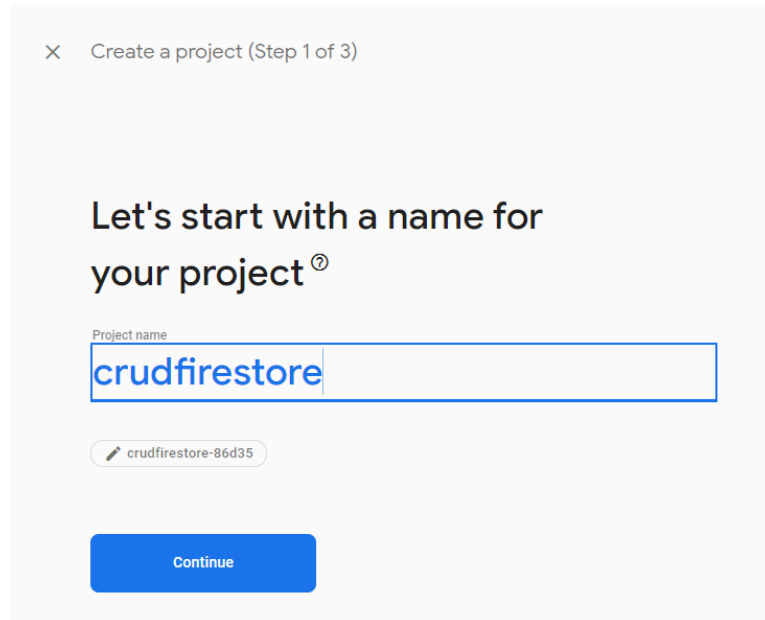 Create a project (Step 1 of 3)
Let's start with a name for
your project
Project name
crudfirestore
crudfirestore-86d35
Continue